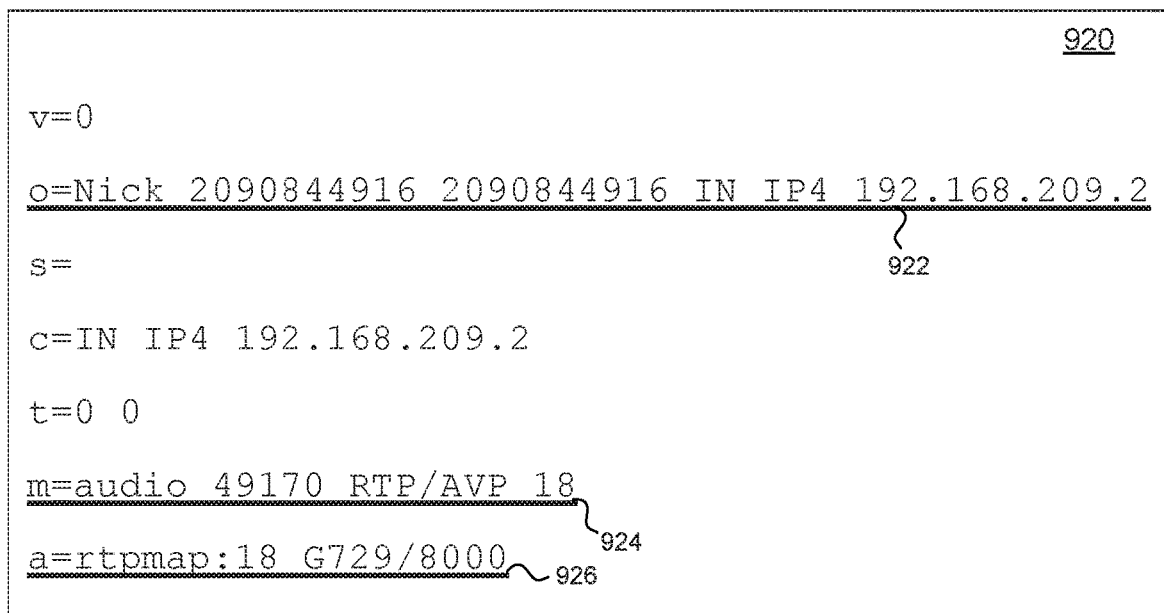 920
v=0
o=Nick 2090844916 2090844916 IN IP4 192.168.209.2
922
s=
c=IN IP4 192.168.209.2
t=0 0
m=audio 49170 RTP/AVP 18
924
a=rtpmap:18 G729/8000
926